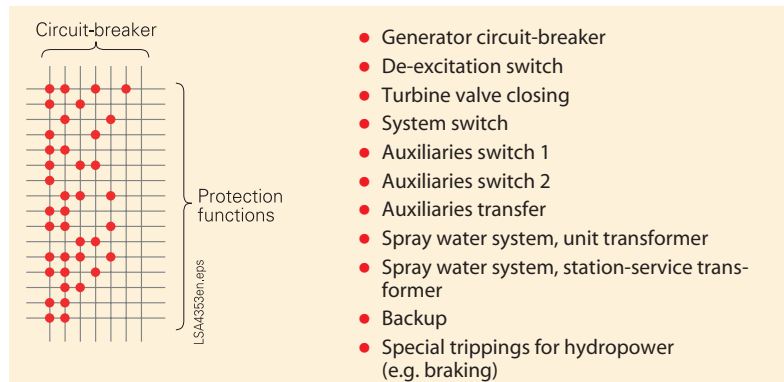 Circuit-breaker
Protection
functions
LSA4353en.eps
• Generator circuit-breaker
• De-excitation switch
• Turbine valve closing
• System switch
• Auxiliaries switch 1
• Auxiliaries switch 2
• Auxiliaries transfer
• Spray water system, unit transformer
• Spray water system, station-service trans-
former
• Backup
• Special trippings for hydropower
(e.g. braking)